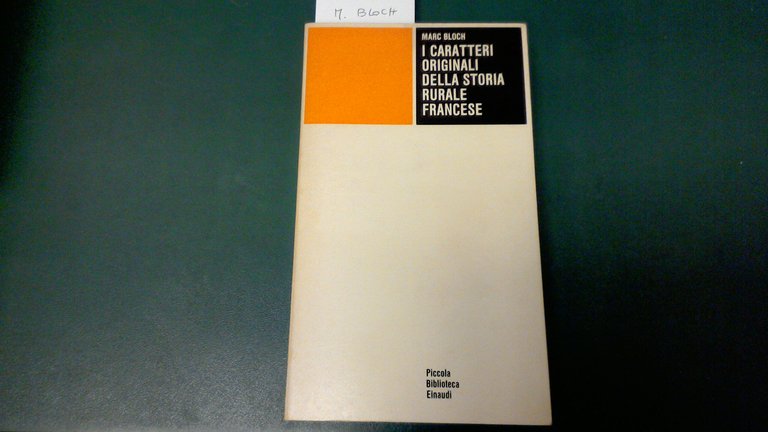 M. BLOCH
MARC BLOCH
I CARATTERI
ORIGINALI
DELLA STORIA
RURALE
FRANCESE
Piccola
Biblioteca
Einaudi